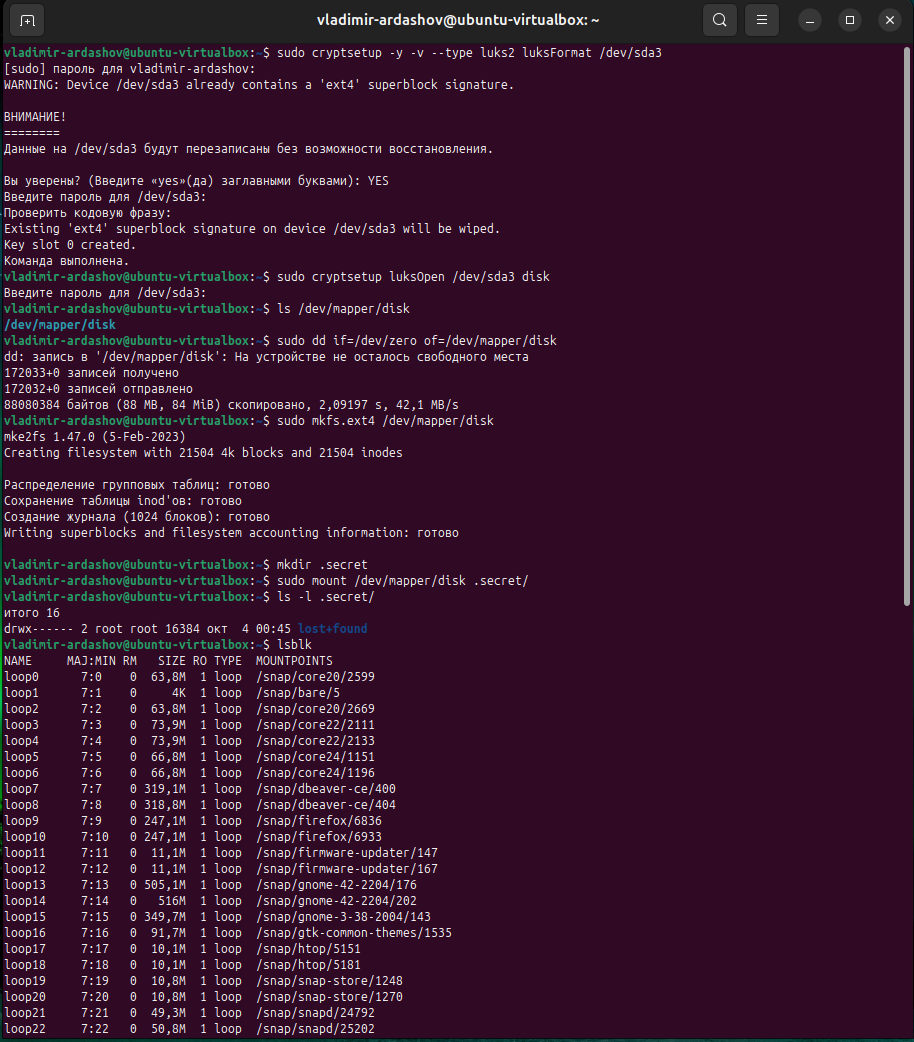 vladimir-ardashov@ubuntu-virtualbox: ~
vladimir-ardashov@ubuntu-virtualbox:~$ sudo cryptsetup -y -v --type luks2 luksFormat /dev/sda3
[sudo] пароль для vladimir-ardashov:
WARNING: Device /dev/sda3 already contains a 'ext4' superblock signature.
ВНИМАНИЕ!
========
Данные на /dev/sda3 будут перезаписаны без возможности восстановления.
Вы уверены? (Введите «yes»(да) заглавными буквами): YES
Введите пароль для /dev/sda3:
Проверить кодовую фразу:
Existing 'ext4' superblock signature on device /dev/sda3 will be wiped.
Key slot 0 created.
Команда выполнена.
vladimir-ardashov@ubuntu-virtualbox:~$ sudo cryptsetup luksOpen /dev/sda3 disk
Введите пароль для /dev/sda3:
vladimir-ardashov@ubuntu-virtualbox:~$ ls /dev/mapper/disk
/dev/mapper/disk
vladimir-ardashov@ubuntu-virtualbox:~$ sudo dd if=/dev/zero of=/dev/mapper/disk
dd: запись в '/dev/mapper/disk': На устройстве не осталось свободного места
172033+0 записей получено
172032+0 записей отправлено
88080384 байтов (88 MB, 84 MiB) скопировано, 2,09197 s, 42,1 MB/s
vladimir-ardashov@ubuntu-virtualbox:~$ sudo mkfs.ext4 /dev/mapper/disk
mke2fs 1.47.0 (5-Feb-2023)
Creating filesystem with 21504 4k blocks and 21504 inodes
Распределение групповых таблиц: готово
Сохранение таблицы inod'ов: готово
Создание журнала (1024 блоков): готово
Writing superblocks and filesystem accounting information: готово
vladimir-ardashov@ubuntu-virtualbox:~$ mkdir .secret
vladimir-ardashov@ubuntu-virtualbox:~$ sudo mount /dev/mapper/disk .secret/
vladimir-ardashov@ubuntu-virtualbox:~$ ls -l .secret/
итого 16
drwx------ 2 root root 16384 окт  4 00:45 lost+found
vladimir-ardashov@ubuntu-virtualbox:~$ lsblk
NAME     MAJ:MIN RM   SIZE RO TYPE  MOUNTPOINTS
loop0      7:0    0  63,8M  1 loop  /snap/core20/2599
loop1      7:1    0     4K  1 loop  /snap/bare/5
loop2      7:2    0  63,8M  1 loop  /snap/core20/2669
loop3      7:3    0  73,9M  1 loop  /snap/core22/2111
loop4      7:4    0  73,9M  1 loop  /snap/core22/2133
loop5      7:5    0  66,8M  1 loop  /snap/core24/1151
loop6      7:6    0  66,8M  1 loop  /snap/core24/1196
loop7      7:7    0 319,1M  1 loop  /snap/dbeaver-ce/400
loop8      7:8    0 318,8M  1 loop  /snap/dbeaver-ce/404
loop9      7:9    0 247,1M  1 loop  /snap/firefox/6836
loop10     7:10   0 247,1M  1 loop  /snap/firefox/6933
loop11     7:11   0  11,1M  1 loop  /snap/firmware-updater/147
loop12     7:12   0  11,1M  1 loop  /snap/firmware-updater/167
loop13     7:13   0 505,1M  1 loop  /snap/gnome-42-2204/176
loop14     7:14   0   516M  1 loop  /snap/gnome-42-2204/202
loop15     7:15   0 349,7M  1 loop  /snap/gnome-3-38-2004/143
loop16     7:16   0  91,7M  1 loop  /snap/gtk-common-themes/1535
loop17     7:17   0  10,1M  1 loop  /snap/htop/5151
loop18     7:18   0  10,1M  1 loop  /snap/htop/5181
loop19     7:19   0  10,8M  1 loop  /snap/snap-store/1248
loop20     7:20   0  10,8M  1 loop  /snap/snap-store/1270
loop21     7:21   0  49,3M  1 loop  /snap/snapd/24792
loop22     7:22   0  50,8M  1 loop  /snap/snapd/25202